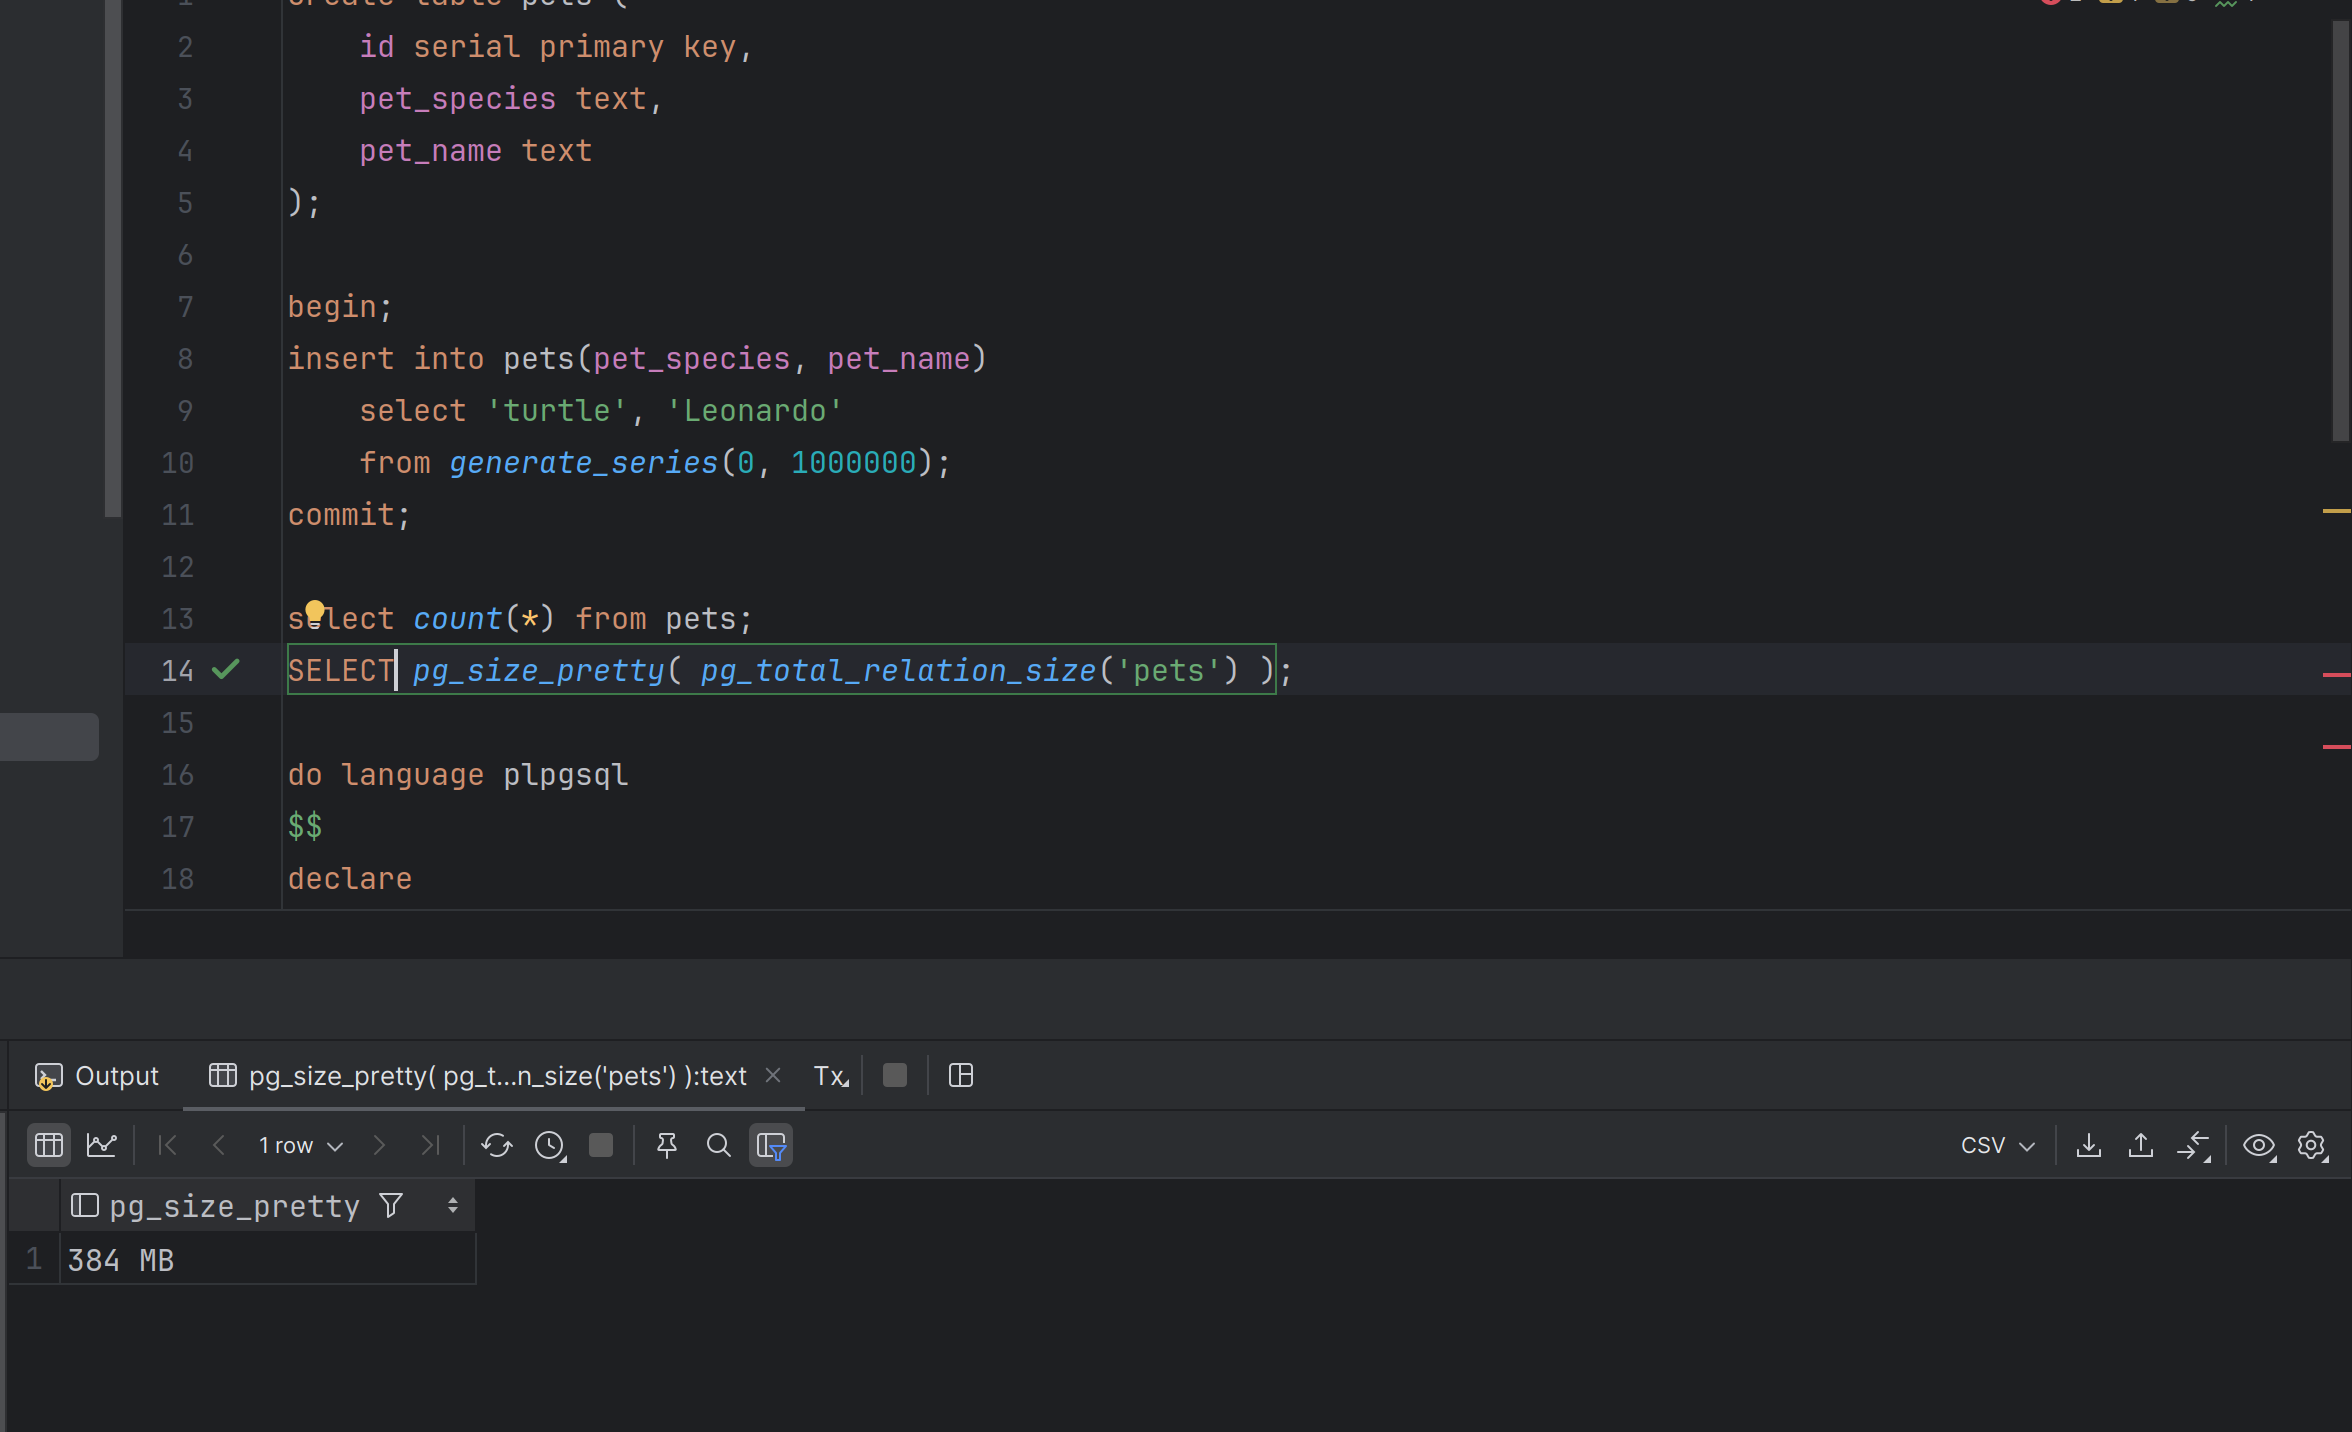 create table pets (
2 id serial primary key,
3 pet_species text,
4 pet_name text
5 );
6
7 begin;
8 insert into pets(pet_species, pet_name)
9 select 'turtle', 'Leonardo'
10 from generate_series(0, 1000000);
11 commit;
12
13 select count(*) from pets;
14 SELECT pg_size_pretty( pg_total_relation_size('pets') );
15
16 do language plpgsql
17 $$
18 declare
Output pg_size_pretty( pg_t...n_size('pets') ):text Tx
1 row CSV
pg_size_pretty
1 384 MB